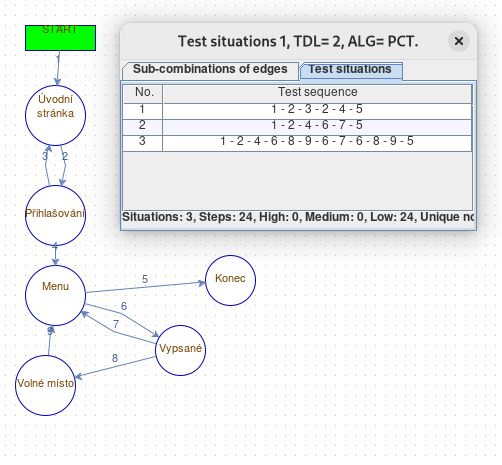 START
Test situations 1, TDL= 2, ALG= PCT.
Sub-combinations of edges
Test situations
No.
Test sequence
1
1 - 2 - 3 - 2 - 4 - 5
2
1 - 2 - 4 - 6 - 7 - 5
3
1 - 2 - 4 - 6 - 8 - 9 - 6 - 7 - 6 - 8 - 9 - 5
Situations: 3, Steps: 24, High: 0, Medium: 0, Low: 24, Unique no
1
Úvodní
stránka
3
2
Přihlašování
4
Menu
5
Konec
6
7
Vypsané
8
9
Volné místo